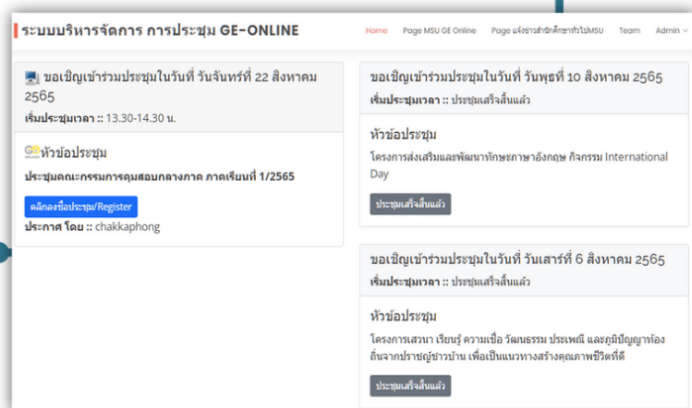 ระบบบริหารจัดการ การประชุม GE-ONLINE
Home Page MSU GE Online Page แจ้งข่าวสำนักศึกษาทั่วไปMSU Team Admin
ขอเชิญเข้าร่วมประชุมในวันที่ วันจันทร์ที่ 22 สิงหาคม
2565
เริ่มประชุมเวลา :: 13.30-14.30 น.
หัวข้อประชุม
ประชุมคณะกรรมการคุมสอบกลางภาค ภาคเรียนที่ 1/2565
คลิกลงชื่อประชุม/Register
ประกาศ โดย :: chakkaphong
ขอเชิญเข้าร่วมประชุมในวันที่ วันพุธที่ 10 สิงหาคม 2565
เริ่มประชุมเวลา :: ประชุมเสร็จสิ้นแล้ว
หัวข้อประชุม
โครงการส่งเสริมและพัฒนาทักษะภาษาอังกฤษ กิจกรรม International
Day
ประชุมเสร็จสิ้นแล้ว
ขอเชิญเข้าร่วมประชุมในวันที่ วันเสาร์ที่ 6 สิงหาคม 2565
เริ่มประชุมเวลา :: ประชุมเสร็จสิ้นแล้ว
หัวข้อประชุม
โครงการเสวนา เรียนรู้ ความเชื่อ วัฒนธรรม ประเพณี และภูมิปัญญาท้อง
ถิ่นจากปราชญ์ชาวบ้าน เพื่อเป็นแนวทางสร้างคุณภาพชีวิตที่ดี
ประชุมเสร็จสิ้นแล้ว